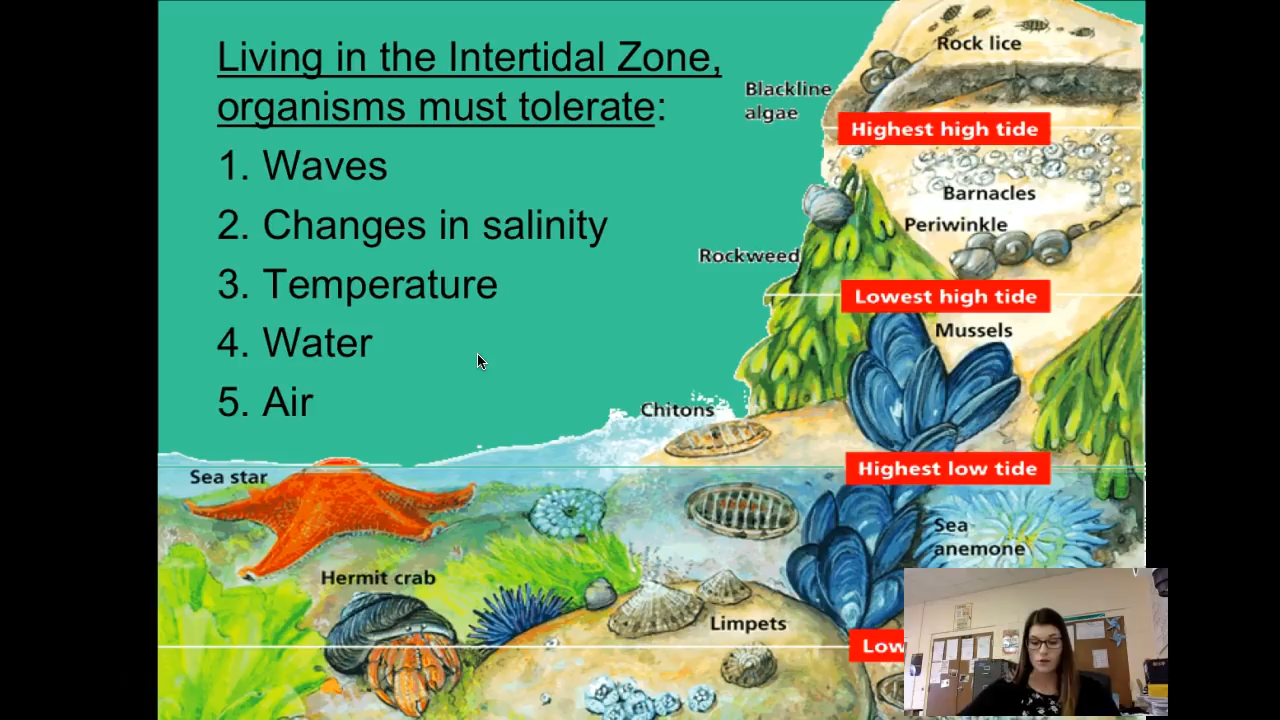 Living in the Intertidal Zone,
organisms must tolerate:
1. Waves
2. Changes in salinity
3. Temperature
4. Water
5. Air
Rock lice
Blackline
algae
Highest high tide
Barnacles
Periwinkle
Rockweed
Lowest high tide
Mussels
Chitons
Highest low tide
Sea star
Sea
anemone
Hermit crab
Limpets
Low